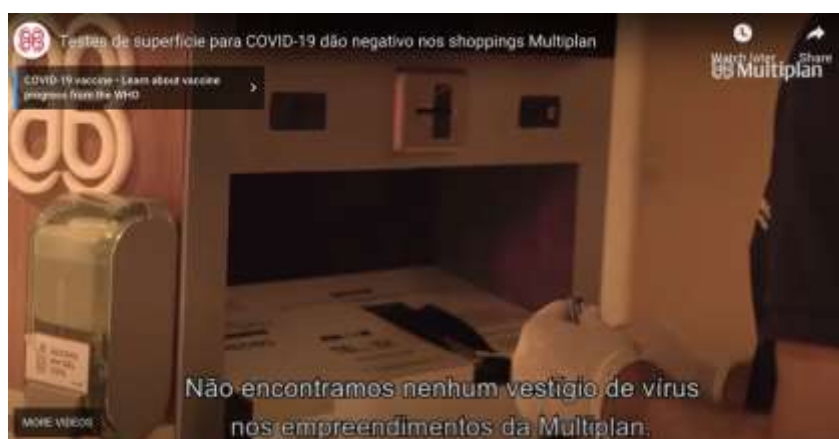 Testes de superfície para COVID-19 dão negativo nos shoppings Multiplan
Watch later
Share
Multiplan
COVID-19 vaccine - Learn about vaccine
progress from the WHO
Não encontramos nenhum vestígio de vírus
nos empreendimentos da Multiplan.
MORE VIDEOS